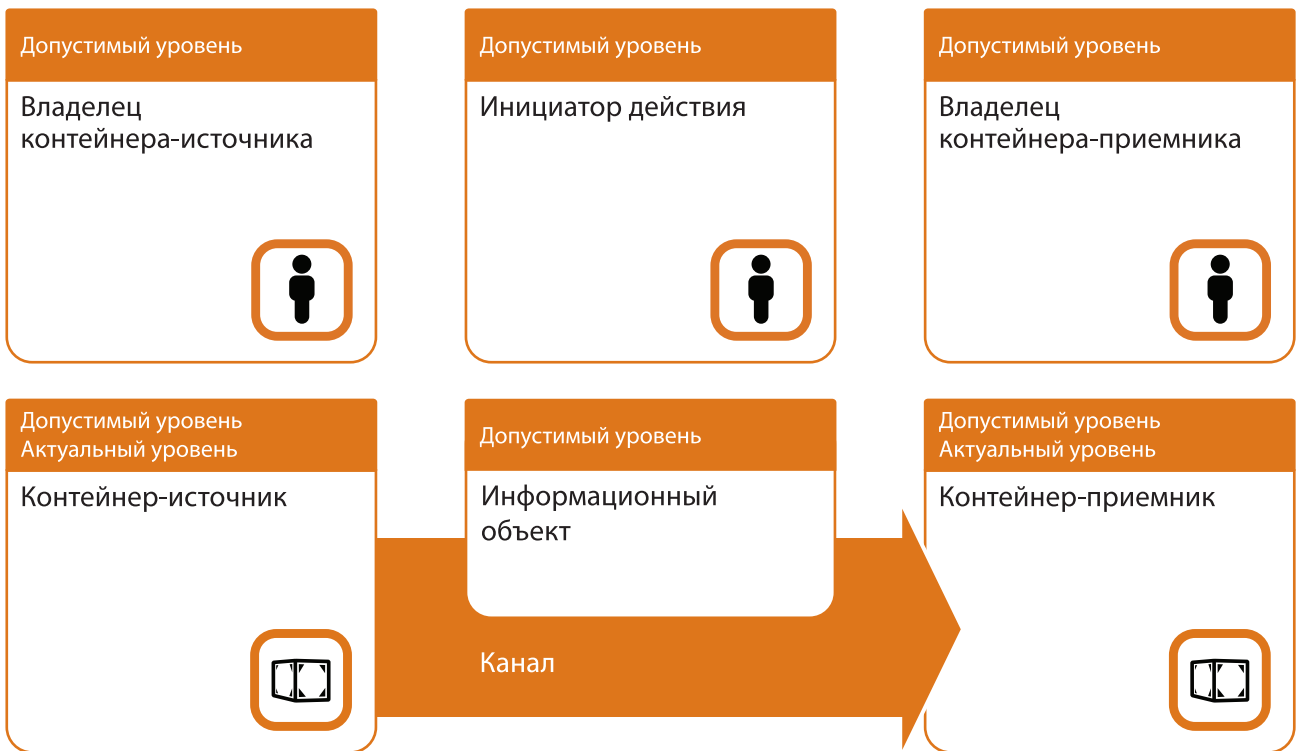 Допустимый уровень
Владелец
контейнера-источника
Допустимый уровень
Инициатор действия
Допустимый уровень
Владелец
контейнера-приемника
Допустимый уровень
Актуальный уровень
Контейнер-источник
Допустимый уровень
Информационный
объект
Канал
Допустимый уровень
Актуальный уровень
Контейнер-приемник